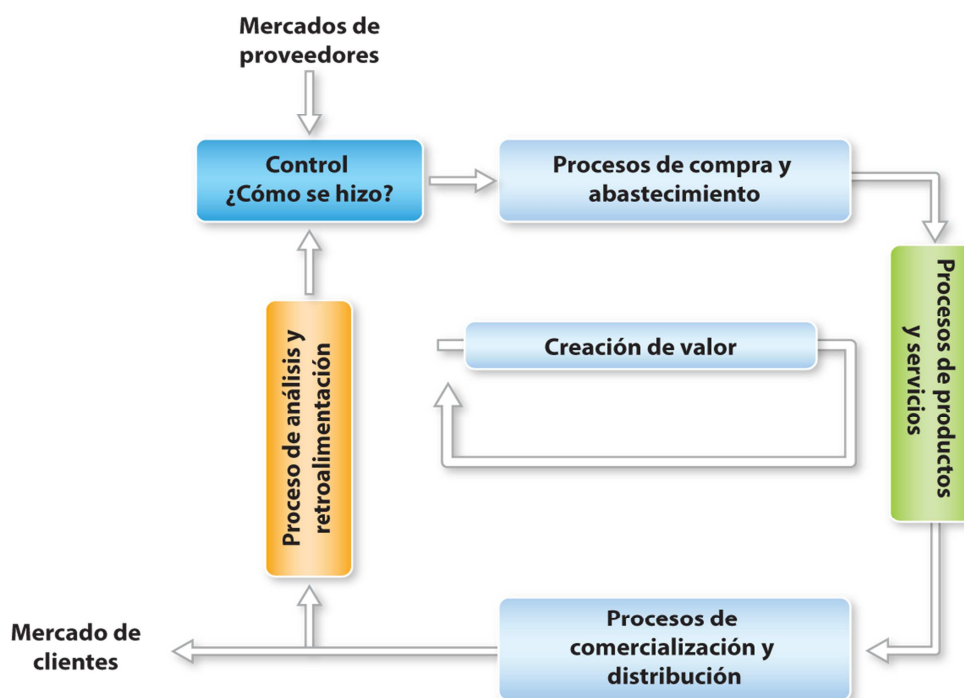 Mercados de
proveedores
Control
¿Cómo se hizo?
Procesos de compra y
abastecimiento
Procesos de productos
y servicios
Creación de valor
Proceso de análisis y
retroalimentación
Procesos de
comercialización y
distribución
Mercado de
clientes